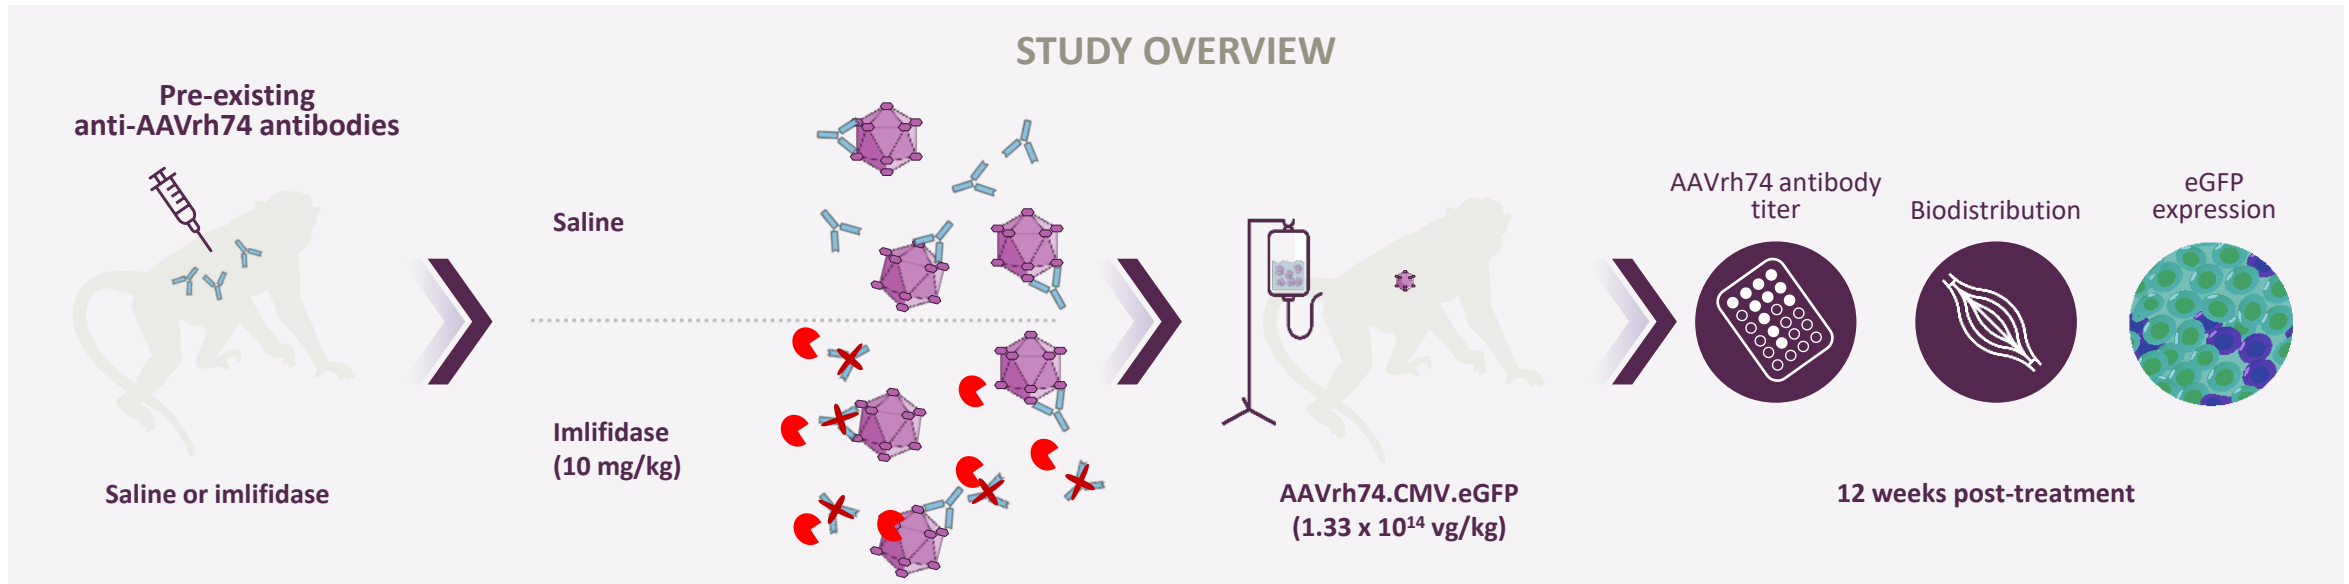 STUDY OVERVIEW
Pre-existing
anti-AAVrh74 antibodies
Saline or imlifidase
Saline
Imlifidase
(10 mg/kg)
AAVrh74.CMV.eGFP
(1.33 x 10¹⁴ vg/kg)
AAVrh74 antibody
titer
Biodistribution
eGFP
expression
12 weeks post-treatment